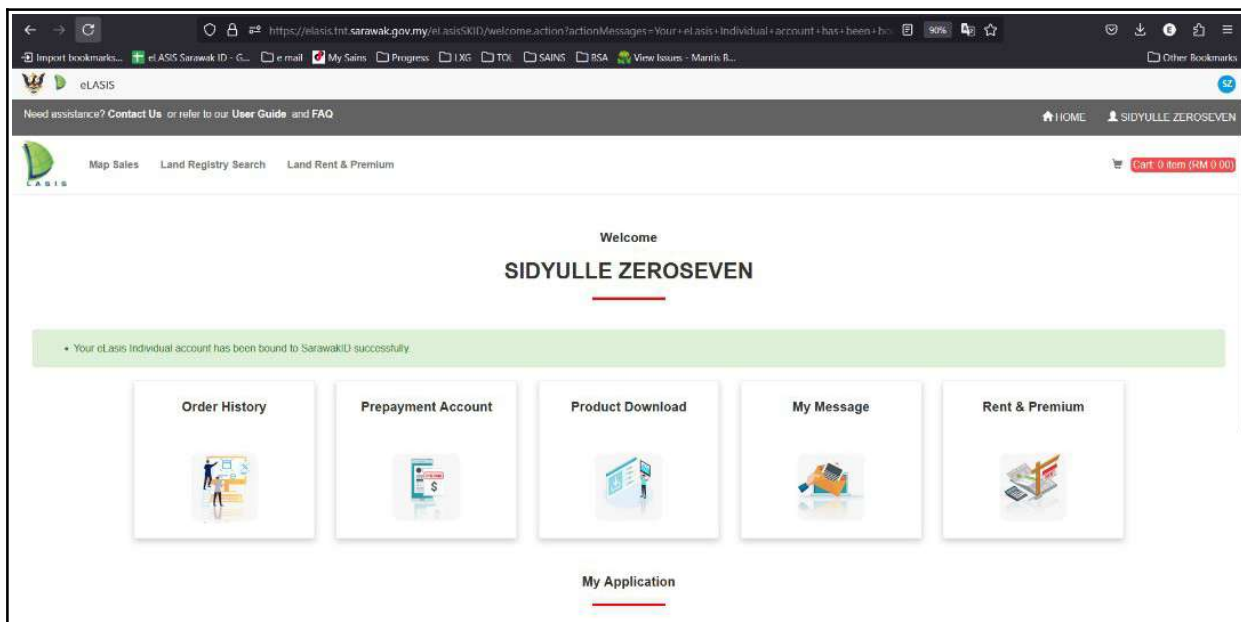 https://elasis.tnt.sarawak.gov.my/eLasisSKID/welcome.action?actionMessages=Your+eLasis+Individual+account+has+been+bo
90%
Import bookmarks... eLASIS Sarawak ID - G... e mail My Sains Progress LXG TOL SAINS BSA View Issues - Mantis B... Other Bookmarks
eLASIS SZ
Need assistance? Contact Us or refer to our User Guide and FAQ HOME SIDYULLE ZEROSEVEN
Map Sales Land Registry Search Land Rent & Premium Cart: 0 item (RM 0.00)
LASIS
Welcome
SIDYULLE ZEROSEVEN
• Your eLasis Individual account has been bound to SarawakID successfully.
Order History Prepayment Account Product Download My Message Rent & Premium
$
My Application